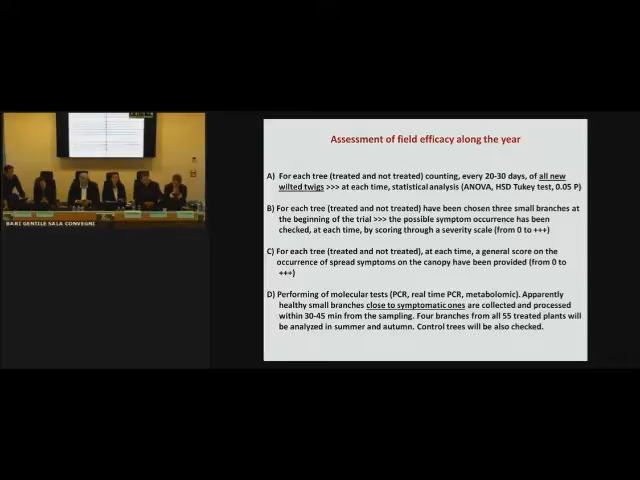 Assessment of field efficacy along the year
A) For each tree (treated and not treated) counting, every 20-30 days, of all new
wilted twigs >>> at each time, statistical analysis (ANOVA, HSD Tukey test, 0.05 P)
B) For each tree (treated and not treated) have been chosen three small branches at
the beginning of the trial >>> the possible symptom occurrence has been
checked, at each time, by scoring through a severity scale (from 0 to +++)
C) For each tree (treated and not treated), at each time, a general score on the
occurrence of spread symptoms on the canopy have been provided (from 0 to
+++)
D) Performing of molecular tests (PCR, real time PCR, metabolomic). Apparently
healthy small branches close to symptomatic ones are collected and processed
within 30-45 min from the sampling. Four branches from all 55 treated plants will
be analyzed in summer and autumn. Control trees will be also checked.
BARI GENTILE SALA CONVEGNI